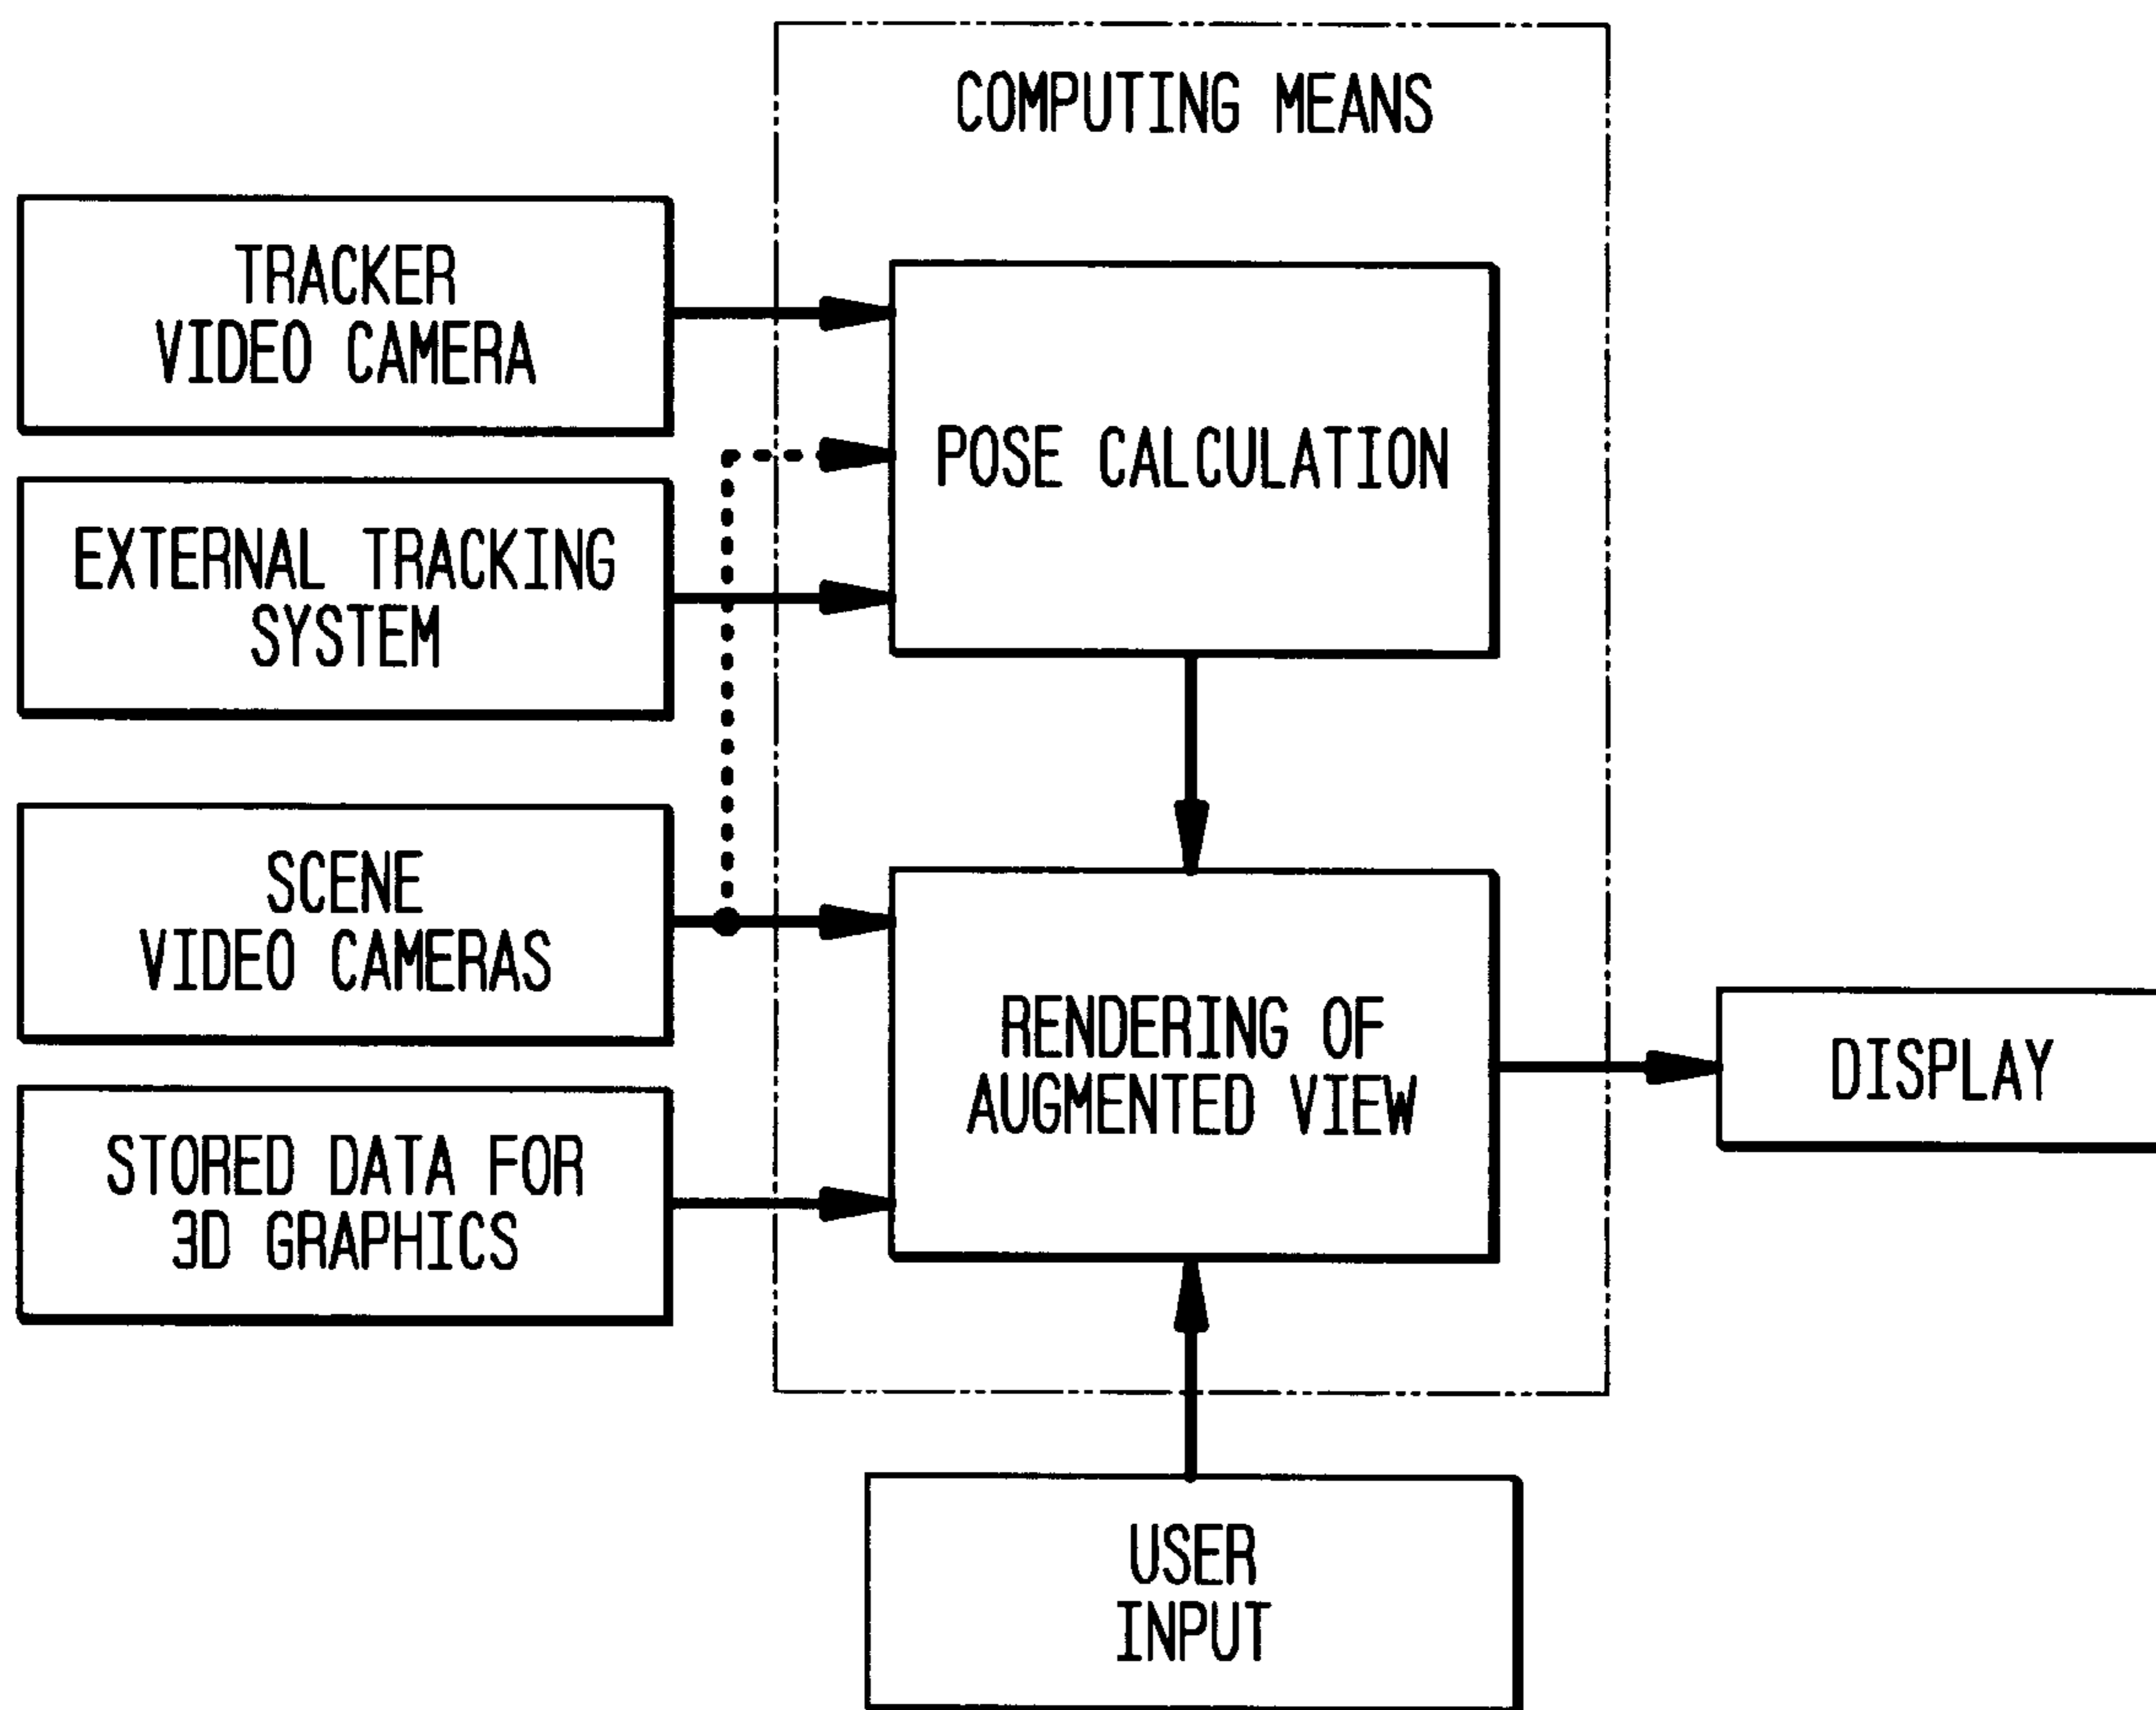 COMPUTING MEANS
TRACKER
VIDEO CAMERA
POSE CALCULATION
EXTERNAL TRACKING
SYSTEM
SCENE
VIDEO CAMERAS
RENDERING OF
AUGMENTED VIEW
DISPLAY
STORED DATA FOR
3D GRAPHICS
USER
INPUT